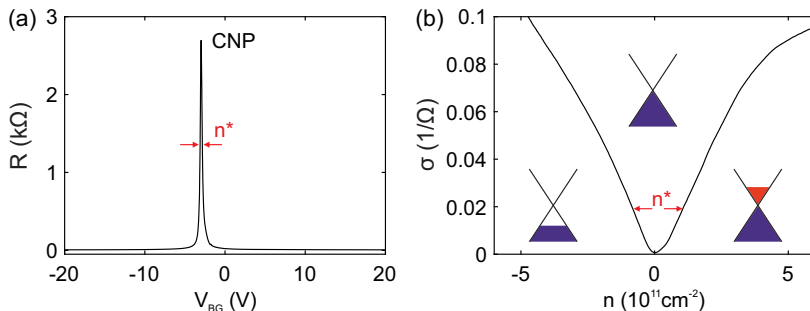 (a)
CNP
n*
R (kΩ)
3
2
1
0
-20
-10
0
10
20
V_BG (V)
(b)
σ (1/Ω)
0.1
0.08
0.06
0.04
0.02
0
n*
-5
0
5
n (10¹¹cm⁻²)